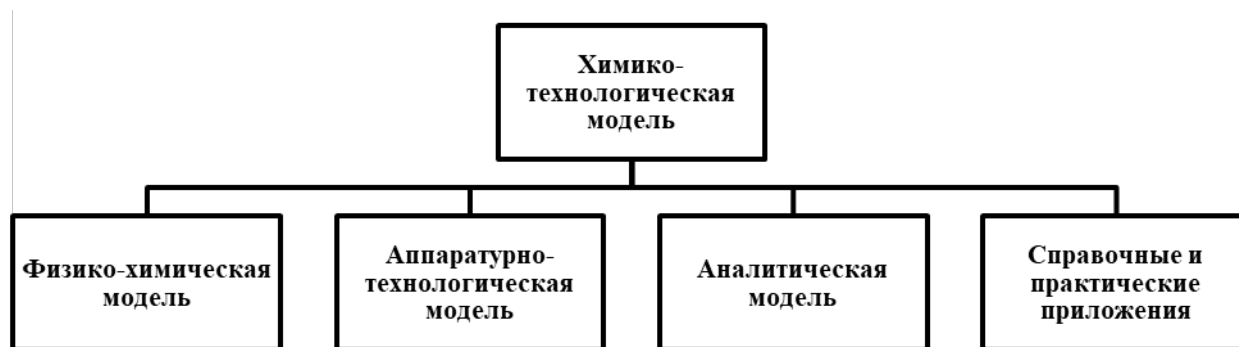 Химико-
технологическая
модель
Физико-химическая
модель
Аппаратурно-
технологическая
модель
Аналитическая
модель
Справочные и
практические
приложения